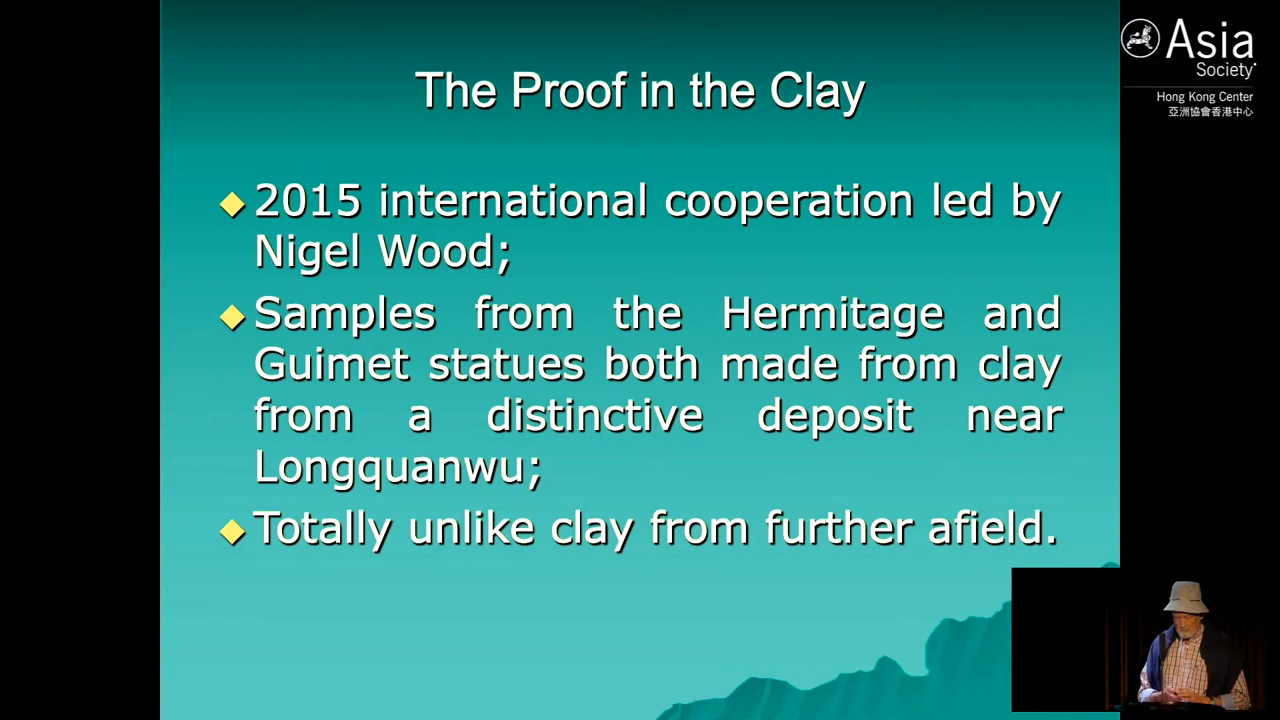 The Proof in the Clay
2015 international cooperation led by
Nigel Wood;
Samples from the Hermitage and
Guimet statues both made from clay
from a distinctive deposit near
Longquanwu;
Totally unlike clay from further afield.
Asia
Society
Hong Kong Center
亞洲協會香港中心